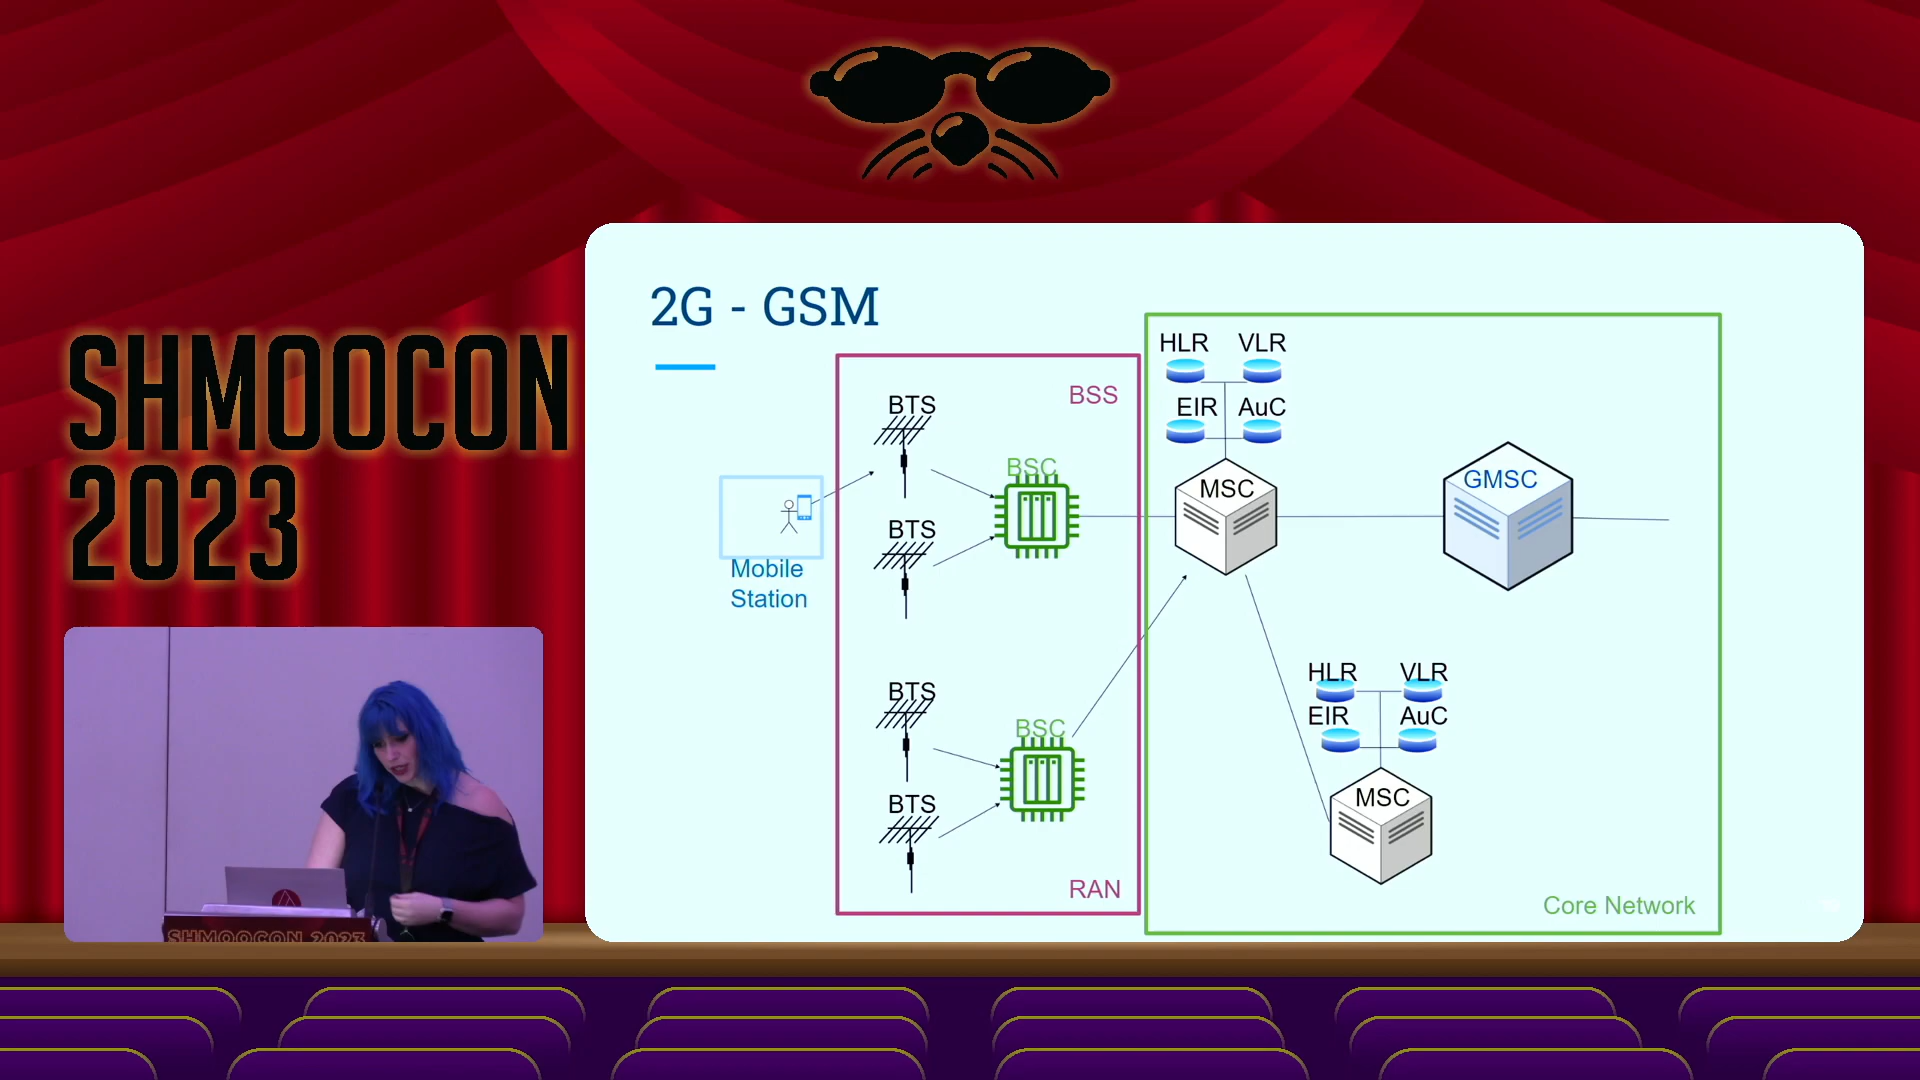 SHMOOCON
2023
2G - GSM
BSS
BTS
BSC
BTS
Mobile
Station
BTS
BSC
BTS
RAN
HLR VLR
EIR AuC
MSC
GMSC
HLR VLR
EIR AuC
MSC
Core Network
SHMOOCON 2023